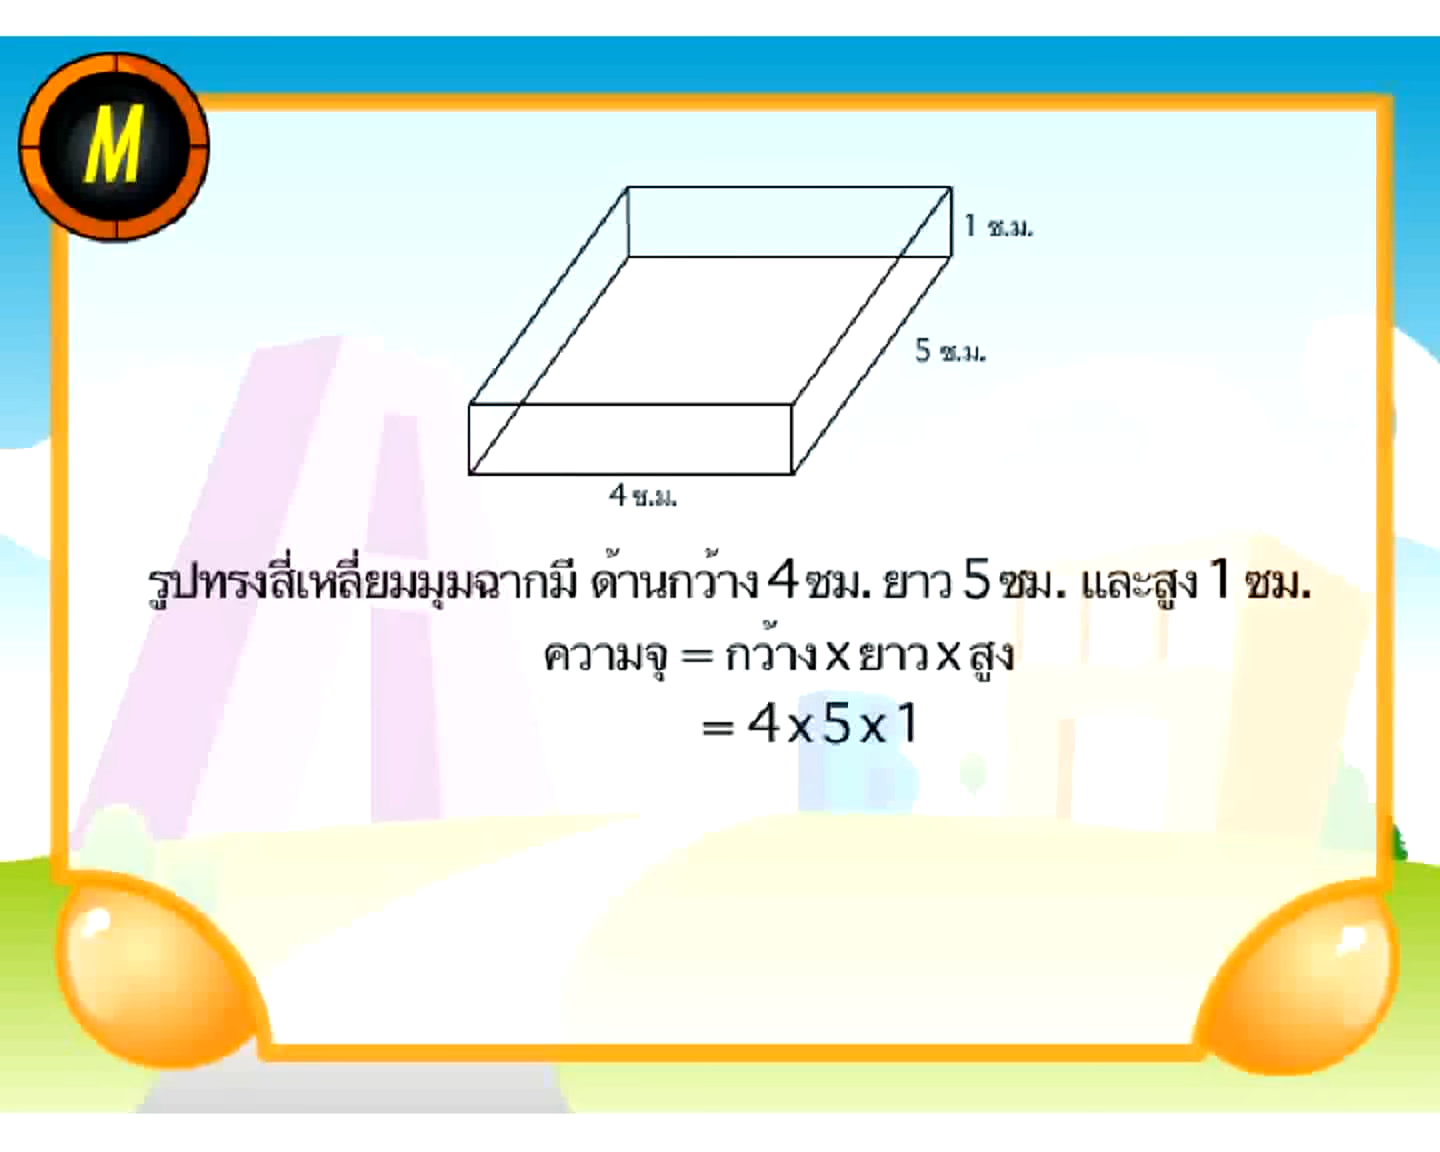 M
1 ซ.ม.
5 ซ.ม.
4 ซ.ม.
รูปทรงสี่เหลี่ยมมุมฉากมี ด้านกว้าง 4 ซม. ยาว 5 ซม. และสูง 1 ซม.
ความจุ = กว้าง x ยาว x สูง
= 4 x 5 x 1